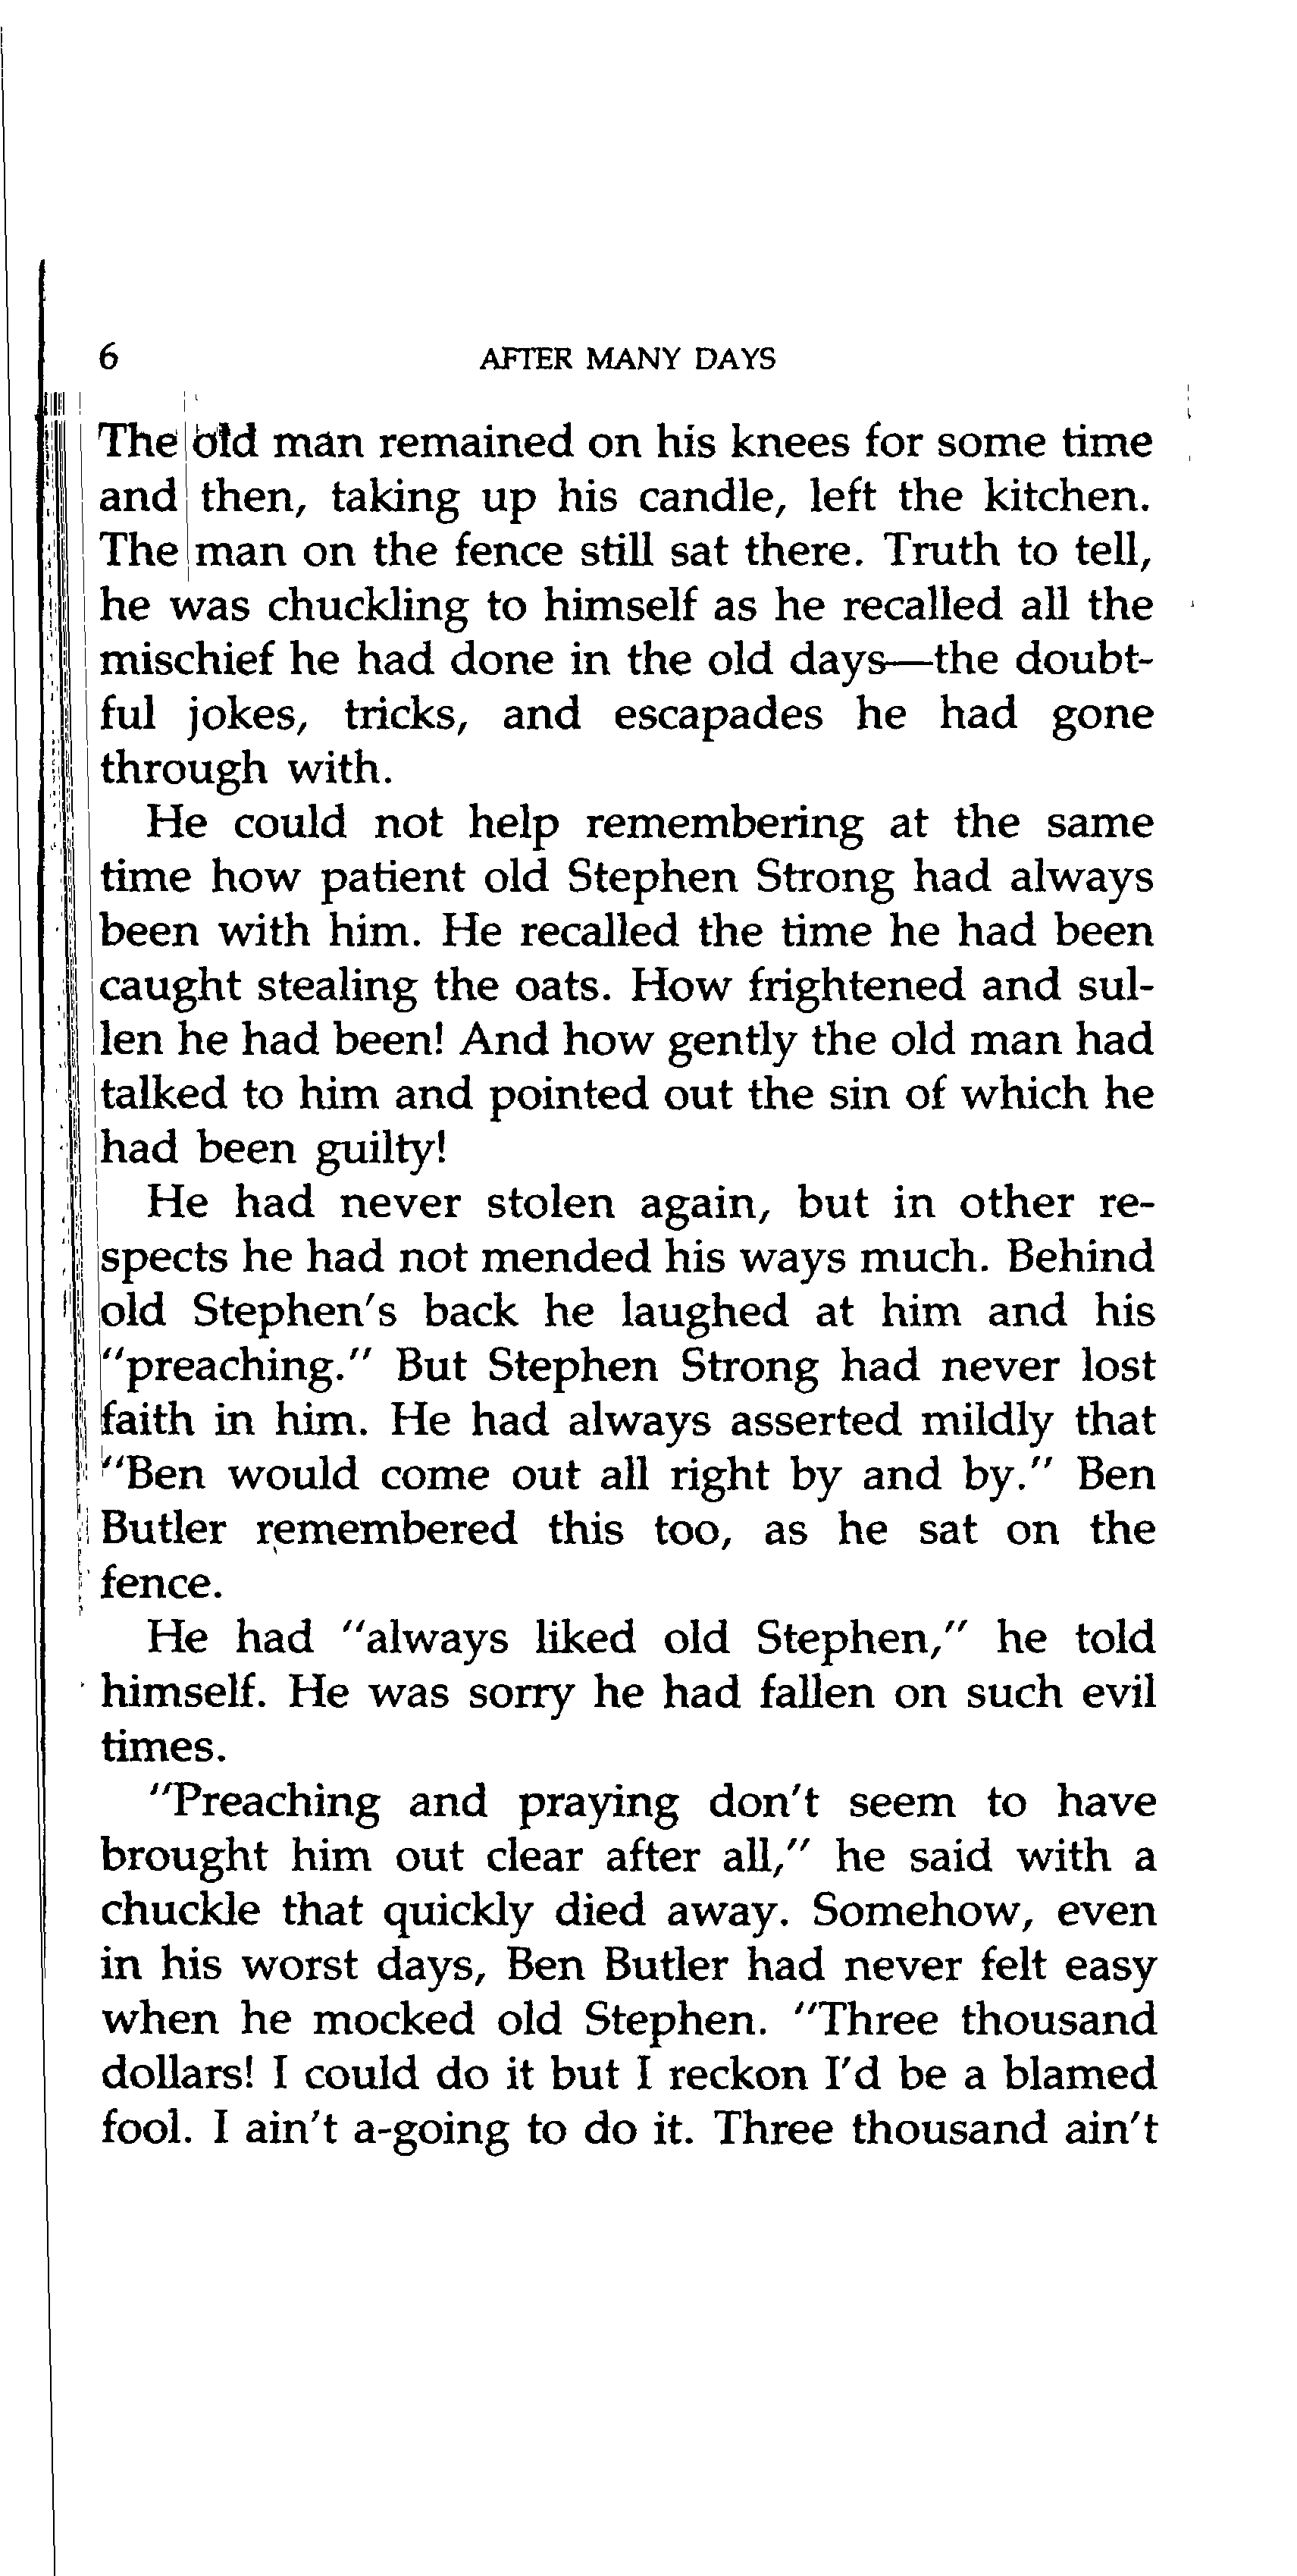 6 AFTER MANY DAYS
The old man remained on his knees for some time
and then, taking up his candle, left the kitchen.
The man on the fence still sat there. Truth to tell,
he was chuckling to himself as he recalled all the
mischief he had done in the old days—the doubt-
ful jokes, tricks, and escapades he had gone
through with.
He could not help remembering at the same
time how patient old Stephen Strong had always
been with him. He recalled the time he had been
caught stealing the oats. How frightened and sul-
len he had been! And how gently the old man had
talked to him and pointed out the sin of which he
had been guilty!
He had never stolen again, but in other re-
spects he had not mended his ways much. Behind
old Stephen's back he laughed at him and his
"preaching." But Stephen Strong had never lost
faith in him. He had always asserted mildly that
"Ben would come out all right by and by." Ben
Butler remembered this too, as he sat on the
fence.
He had "always liked old Stephen," he told
himself. He was sorry he had fallen on such evil
times.
"Preaching and praying don't seem to have
brought him out clear after all," he said with a
chuckle that quickly died away. Somehow, even
in his worst days, Ben Butler had never felt easy
when he mocked old Stephen. "Three thousand
dollars! I could do it but I reckon I'd be a blamed
fool. I ain't a-going to do it. Three thousand ain't